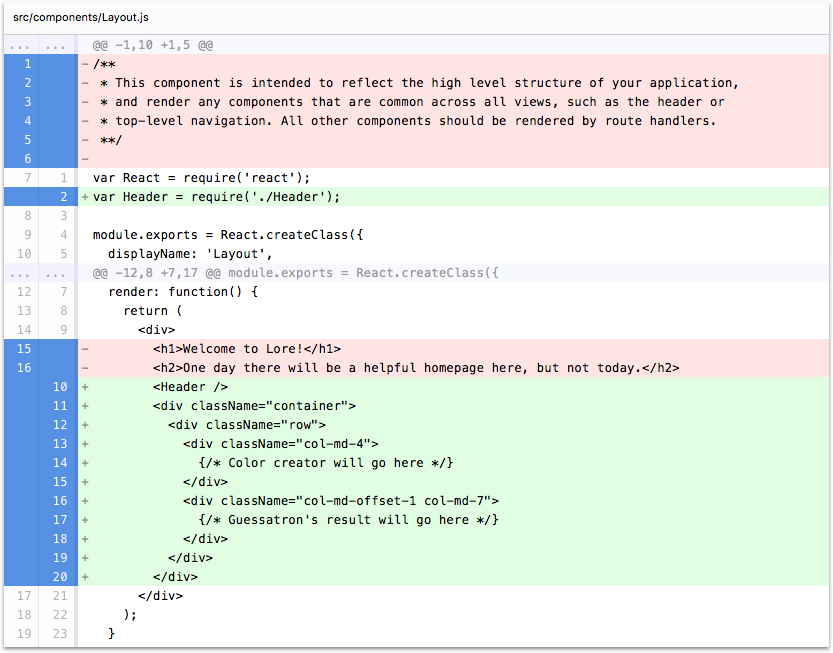 src/components/Layout.js
... ... @@ -1,10 +1,5 @@
1 - /**
2 - * This component is intended to reflect the high level structure of your application,
3 - * and render any components that are common across all views, such as the header or
4 - * top-level navigation. All other components should be rendered by route handlers.
5 - **/
6 -
7 1 var React = require('react');
2 + var Header = require('./Header');
8 3
9 4 module.exports = React.createClass({
10 5 displayName: 'Layout',
... ... @@ -12,8 +7,17 @@ module.exports = React.createClass({
12 7 render: function() {
13 8 return (
14 9 <div>
15 - <h1>Welcome to Lore!</h1>
16 - <h2>One day there will be a helpful homepage here, but not today.</h2>
10 + <Header />
11 + <div className="container">
12 + <div className="row">
13 + <div className="col-md-4">
14 + {/* Color creator will go here */}
15 + </div>
16 + <div className="col-md-offset-1 col-md-7">
17 + {/* Guessatron's result will go here */}
18 + </div>
19 + </div>
20 + </div>
17 21 </div>
18 22 );
19 23 }